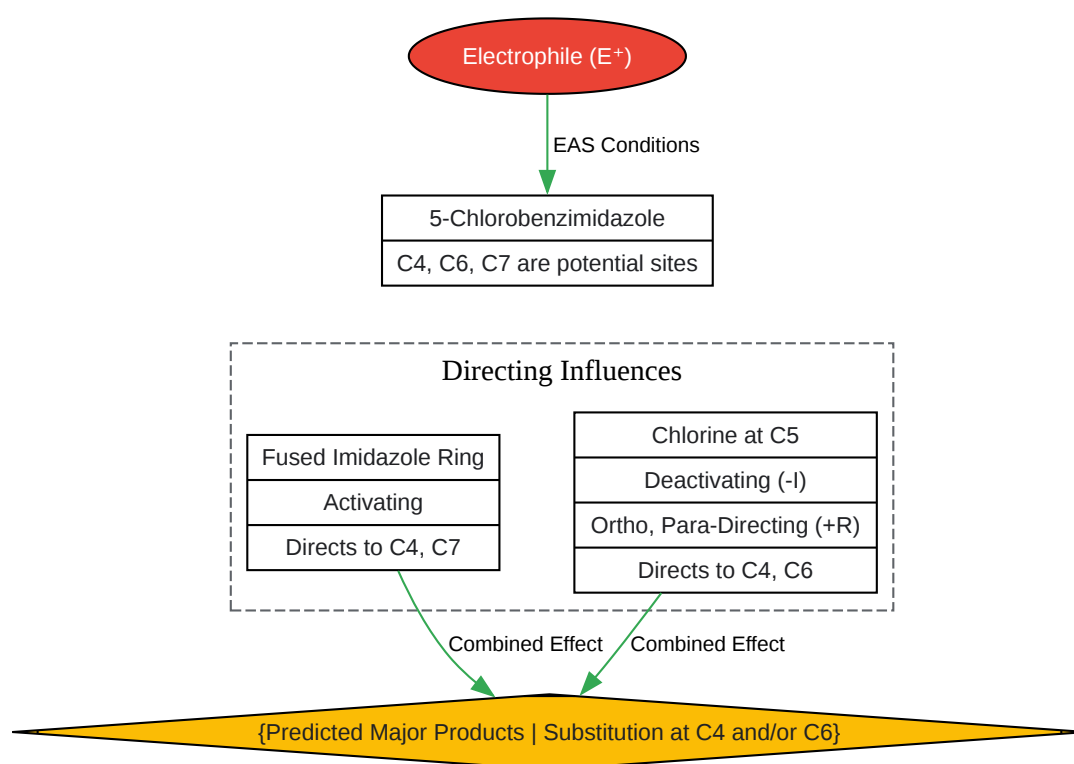 Electrophile (E⁺)
EAS Conditions
5-Chlorobenzimidazole
C4, C6, C7 are potential sites
Directing Influences
Fused Imidazole Ring
Activating
Directs to C4, C7
Chlorine at C5
Deactivating (-I)
Ortho, Para-Directing (+R)
Directs to C4, C6
Combined Effect
Combined Effect
{Predicted Major Products | Substitution at C4 and/or C6}